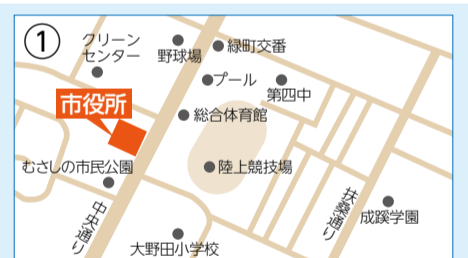 ①
クリーン
センター
野球場
緑町交番
プール
第四中
市役所
総合体育館
むさしの市民公園
陸上競技場
中央通り
扶桑通り
成蹊学園
大野田小学校